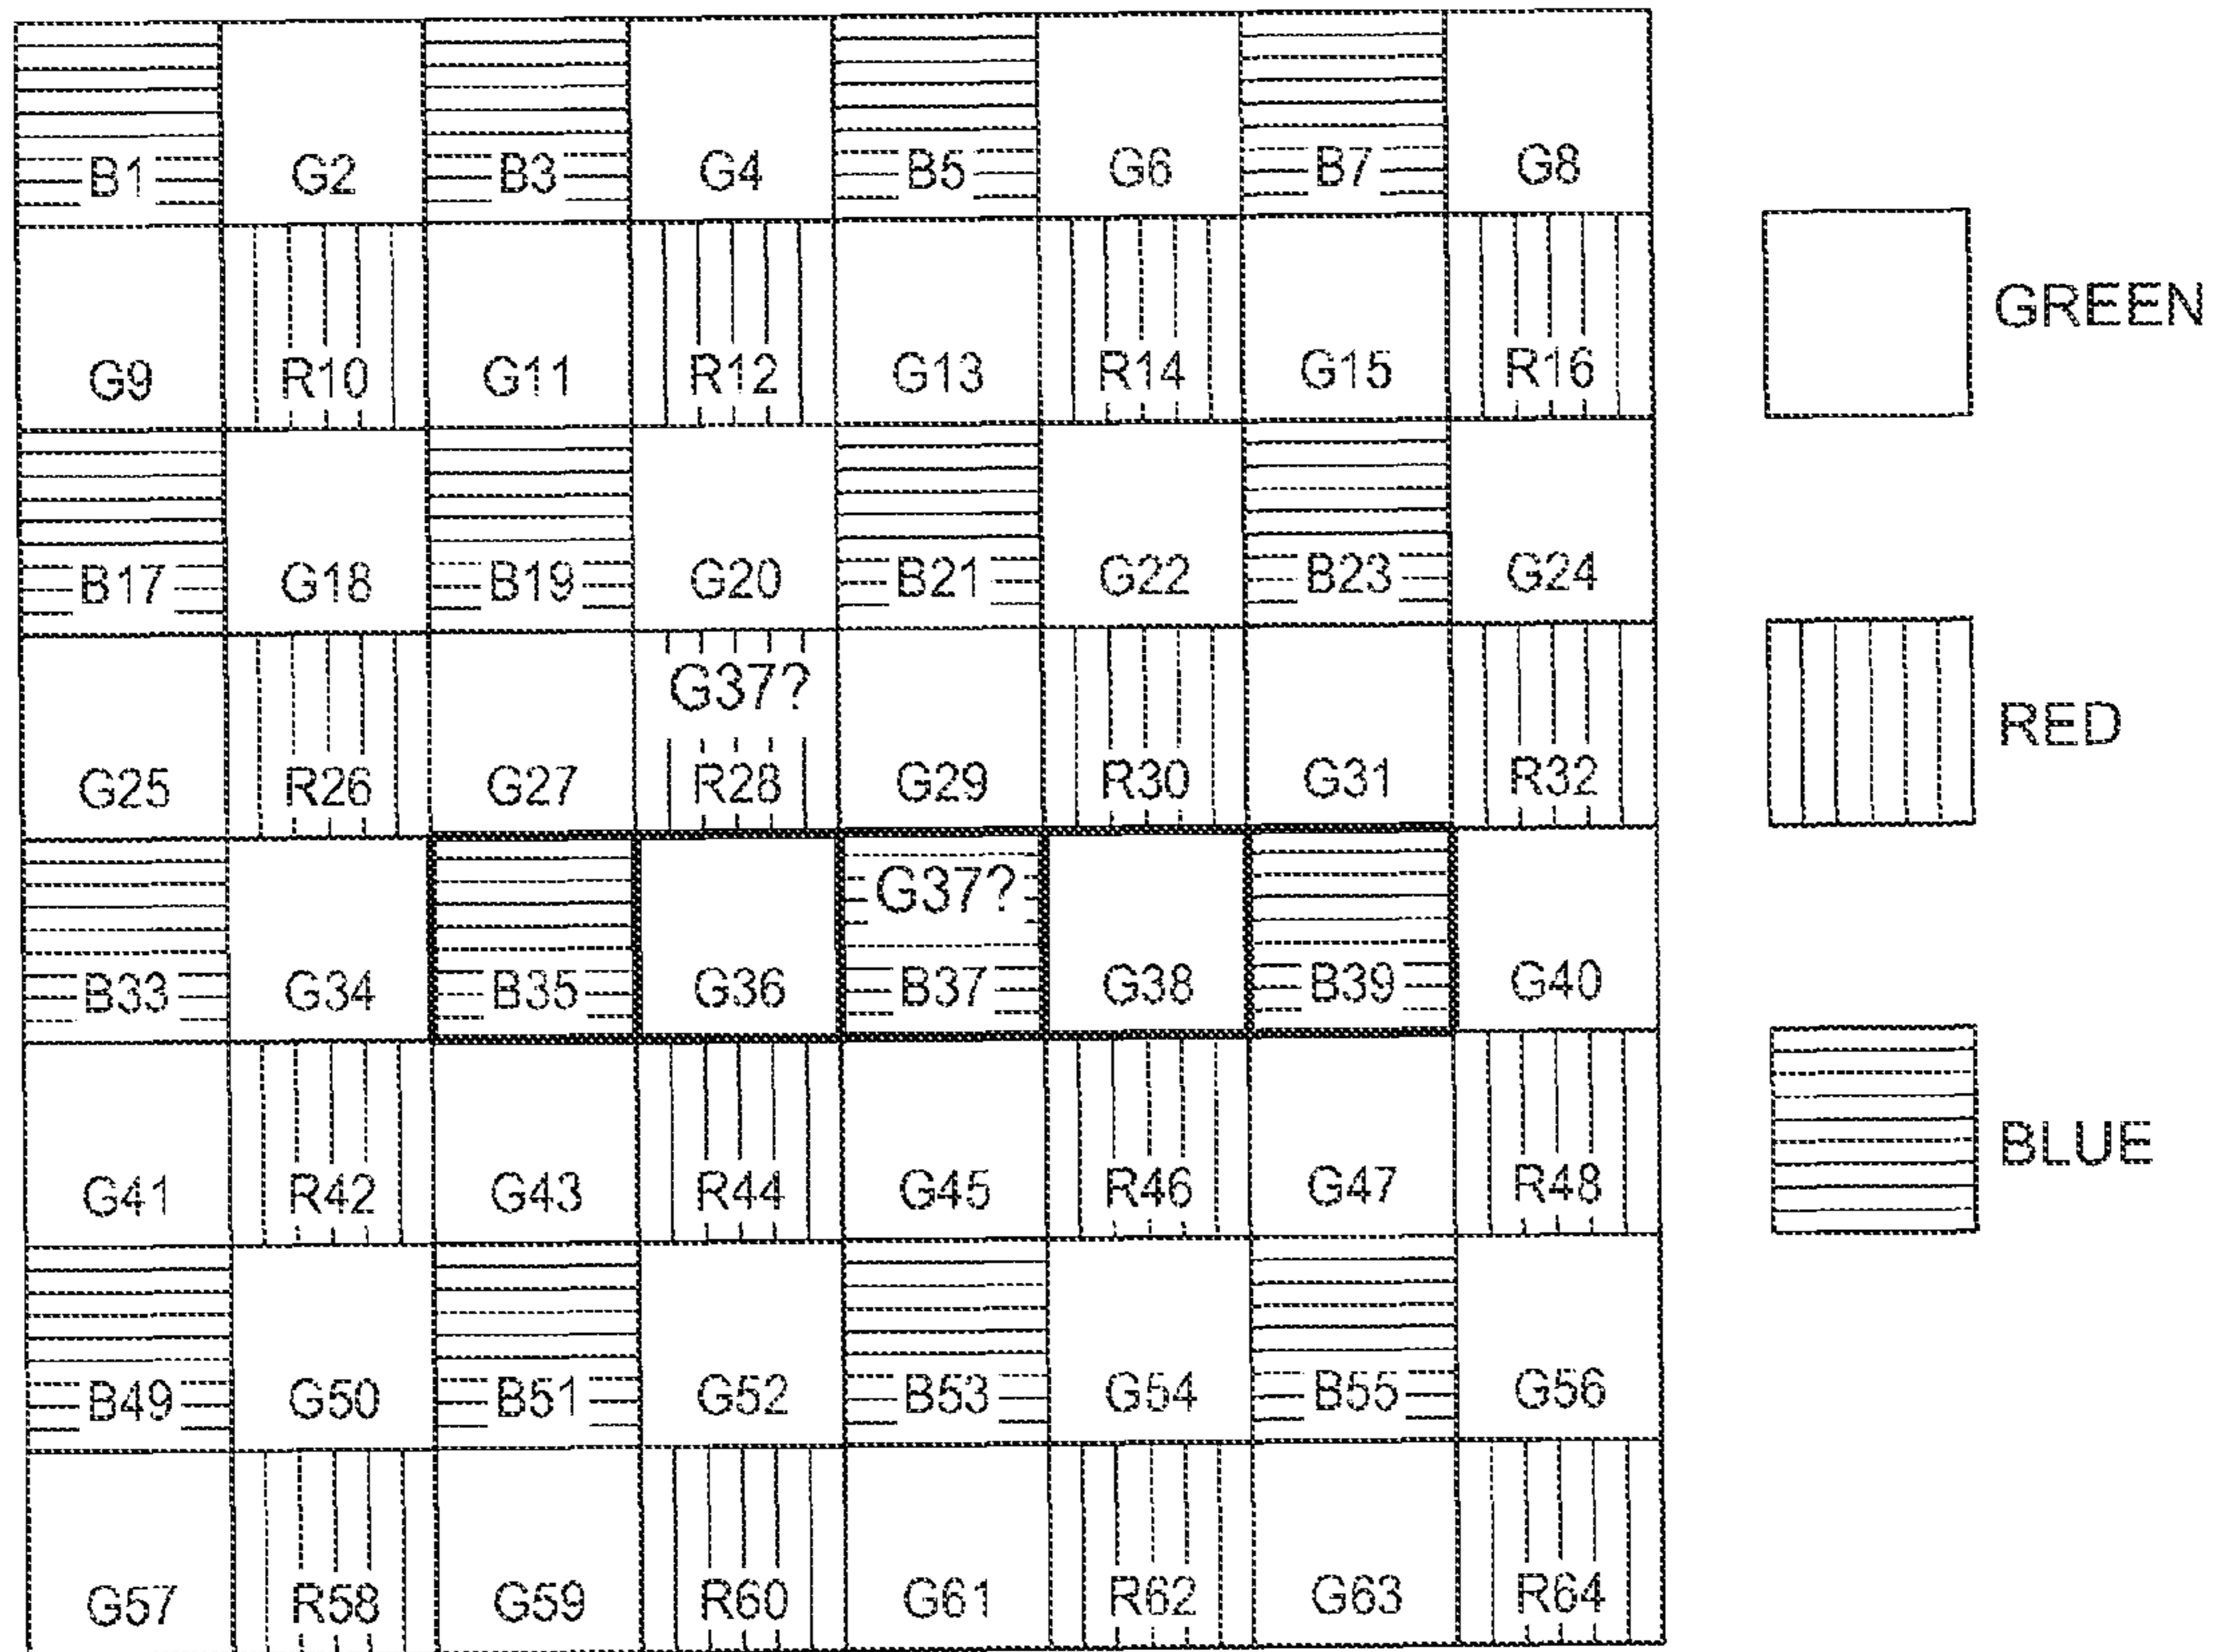 B1 G2 B3 G4 B5 G6 B7 G8
G9 R10 G11 R12 G13 R14 G15 R16
GREEN
B17 G18 B19 G20 B21 G22 B23 G24
G37?
G25 R26 G27 R28 G29 R30 G31 R32
RED
G37?
B33 G34 B35 G36 B37 G38 B39 G40
G41 R42 G43 R44 G45 R46 G47 R48
BLUE
B49 G50 B51 G52 B53 G54 B55 G56
G57 R58 G59 R60 G61 R62 G63 R64